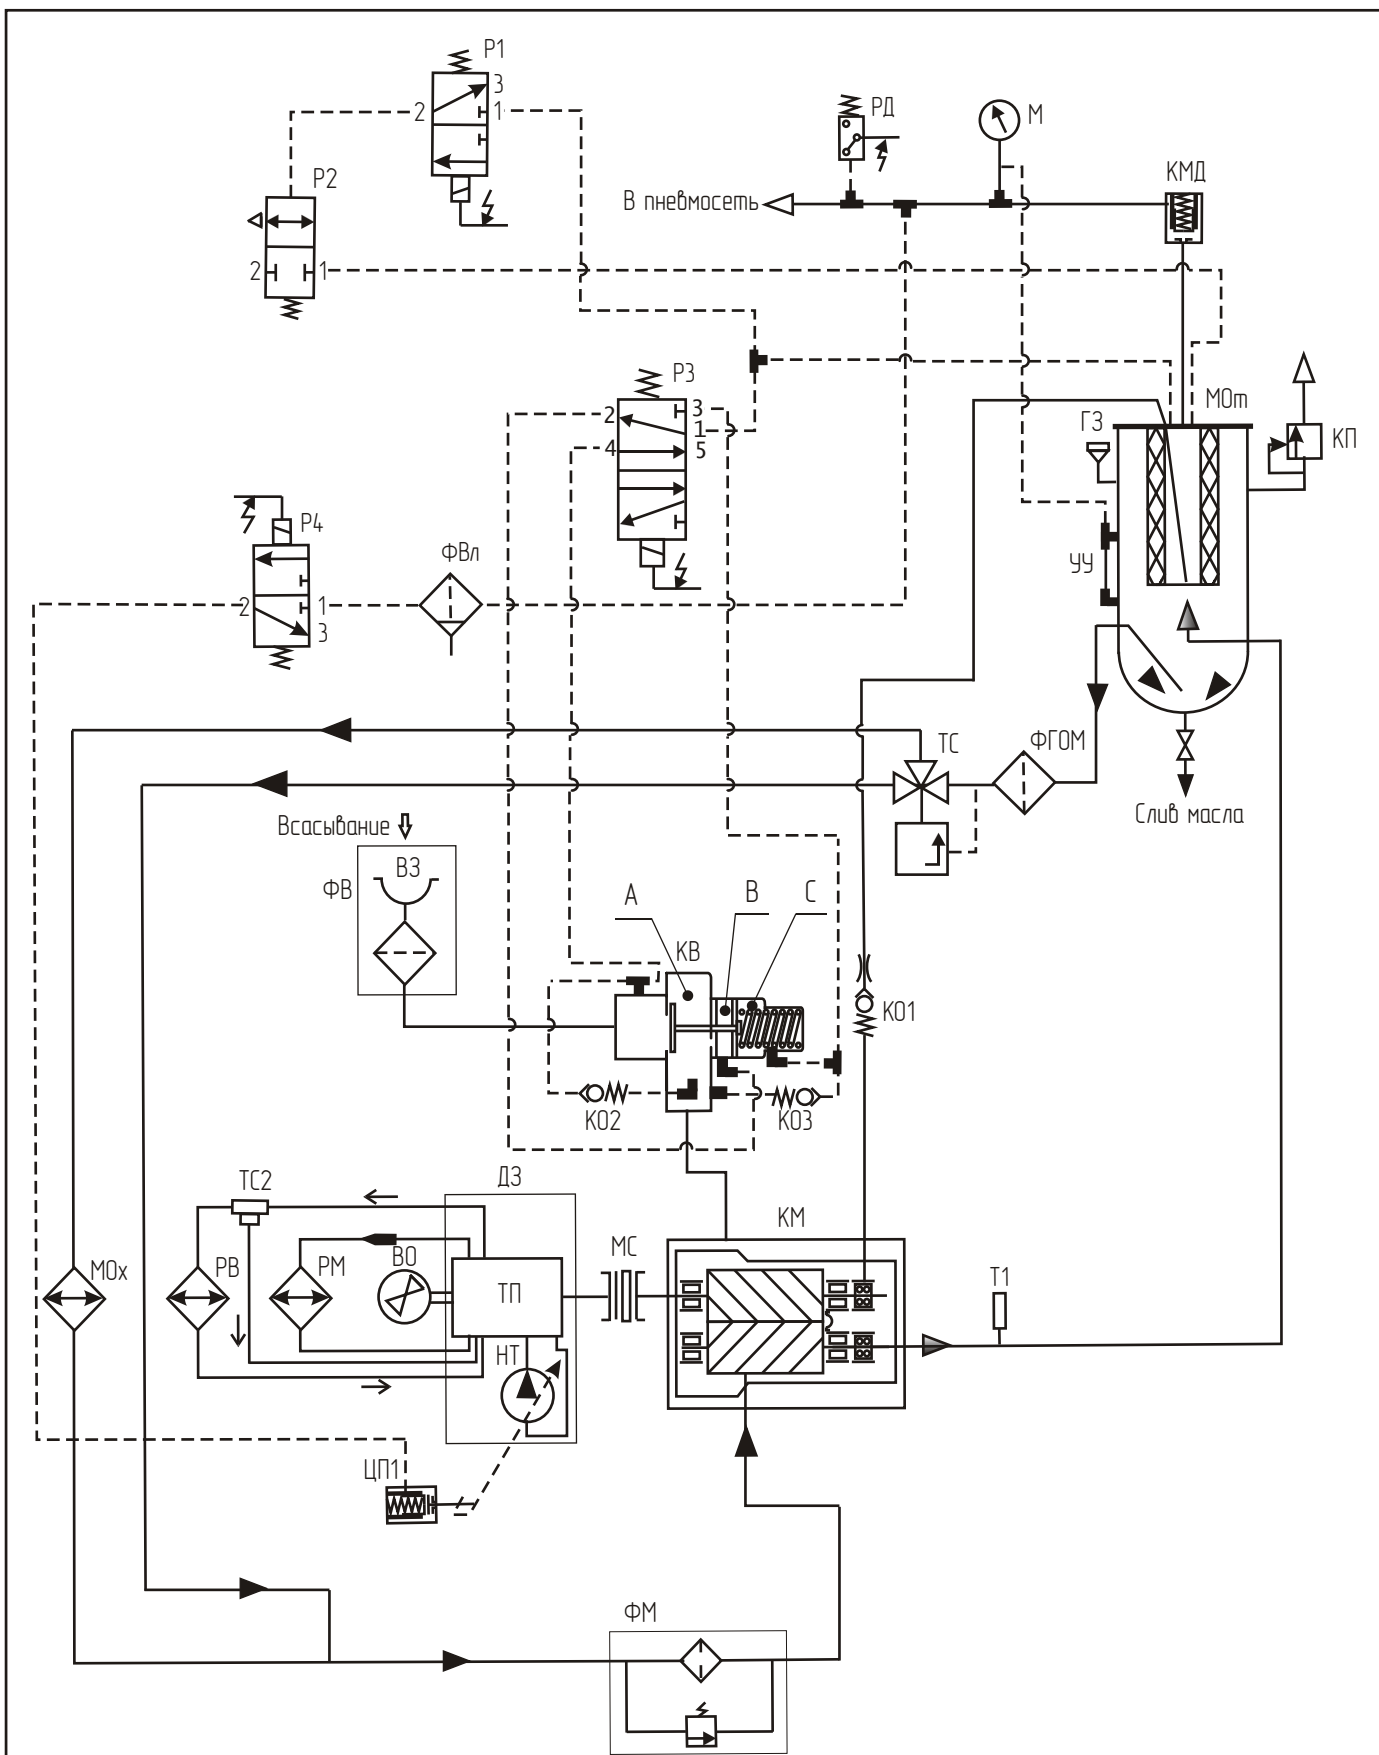 Р1
3
2
1
РД
М
КМД
Р2
В пневмосеть
2
1
Р3
2
3
1
4
5
МОт
ГЗ
КП
Р4
ФВл
2
1
3
УУ
ТС
ФГОМ
Слив масла
Всасывание
ВЗ
ФВ
А
В
С
КВ
КО1
КО2
КО3
ДЗ
ТС2
КМ
МОх
РВ
РМ
ВО
ТП
МС
Т1
НТ
ЦП1
ФМ